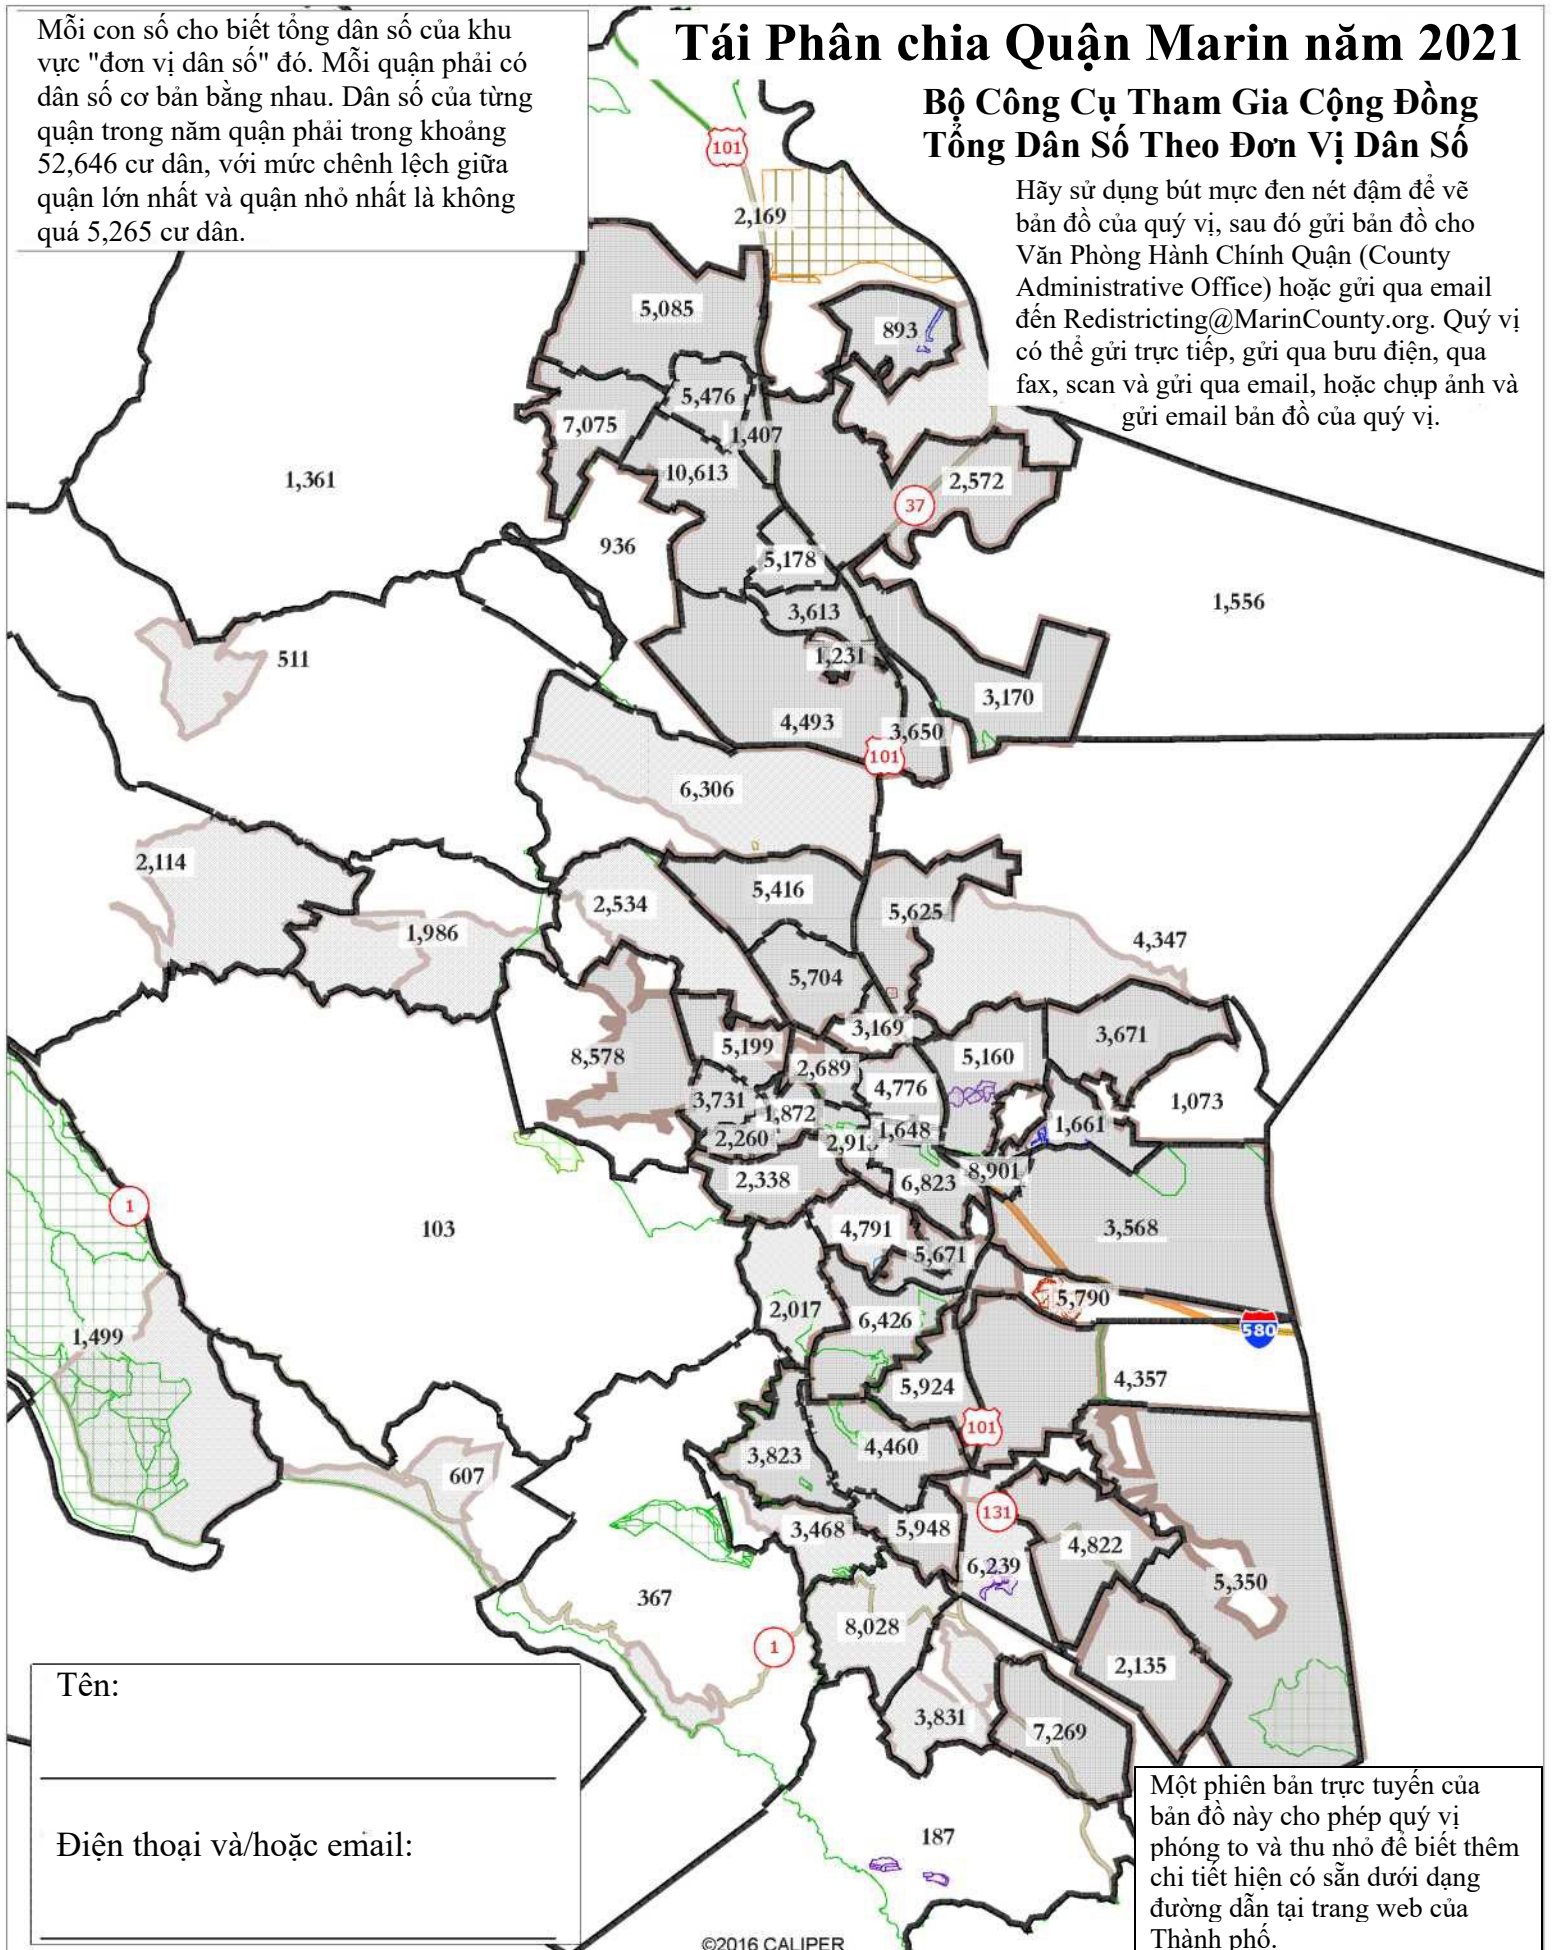 Mỗi con số cho biết tổng dân số của khu
vực "đơn vị dân số" đó. Mỗi quận phải có
dân số cơ bản bằng nhau. Dân số của từng
quận trong năm quận phải trong khoảng
52,646 cư dân, với mức chênh lệch giữa
quận lớn nhất và quận nhỏ nhất là không
quá 5,265 cư dân.
Tái Phân chia Quận Marin năm 2021
Bộ Công Cụ Tham Gia Cộng Đồng
Tổng Dân Số Theo Đơn Vị Dân Số
Hãy sử dụng bút mực đen nét đậm để vẽ
bản đồ của quý vị, sau đó gửi bản đồ cho
Văn Phòng Hành Chính Quận (County
Administrative Office) hoặc gửi qua email
đến Redistricting@MarinCounty.org. Quý vị
có thể gửi trực tiếp, gửi qua bưu điện, qua
fax, scan và gửi qua email, hoặc chụp ảnh và
gửi email bản đồ của quý vị.
101
2,169
5,085
893
5,476
7,075
1,407
10,613
1,361
2,572
37
936
5,178
1,556
3,613
511
1,231
3,170
4,493
3,650
101
6,306
2,114
5,416
2,534
5,625
1,986
4,347
5,704
3,169
3,671
5,199
8,578
5,160
2,689
4,776
3,731
1,073
1,872
1,661
1,648
2,260
8,901
2,338
6,823
1
103
4,791
3,568
5,671
5,790
2,017
6,426
580
1,499
4,357
5,924
101
4,460
3,823
607
131
3,468
5,948
4,822
6,239
5,350
367
8,028
1
2,135
3,831
7,269
187
Tên:
Điện thoại và/hoặc email:
Một phiên bản trực tuyến của
bản đồ này cho phép quý vị
phóng to và thu nhỏ để biết thêm
chi tiết hiện có sẵn dưới dạng
đường dẫn tại trang web của
Thành phố.
©2016 CALIPER